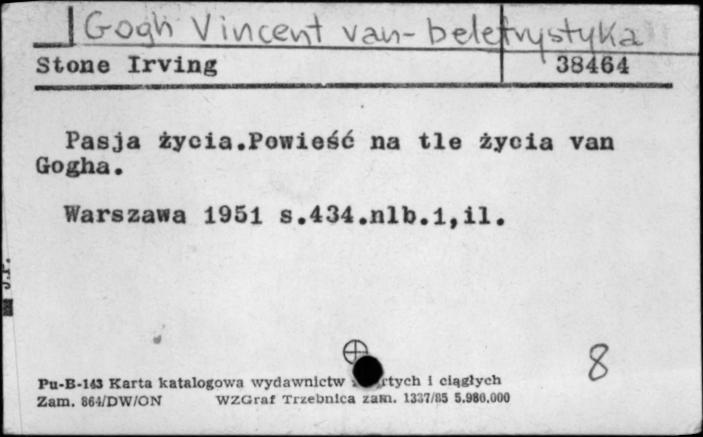 Gogh Vincent van- beletrystyka
Stone Irving 38464
Pasja życia.Powieść na tle życia van
Gogha.
Warszawa 1951 s.434.nlb.1,il.
J.P.
8
Pu-B-143 Karta katalogowa wydawnictw i ciągłych
Zam. 864/DW/ON WZGraf Trzebnica zam. 1337/85 5.980.000